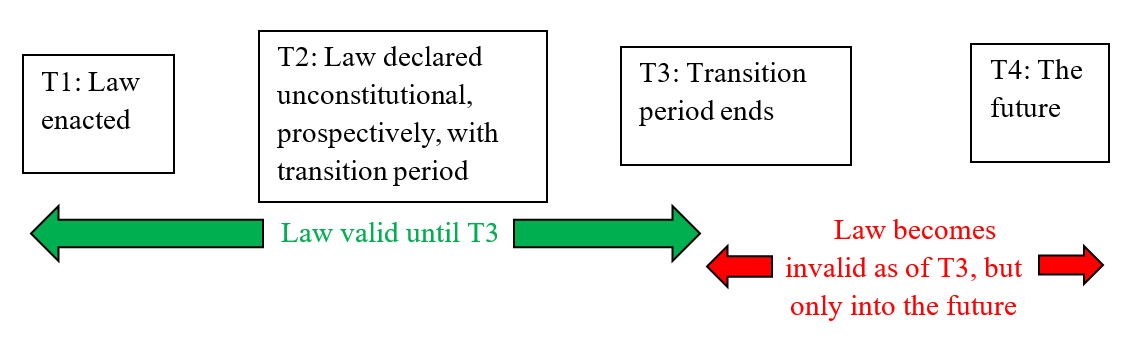 T1: Law
enacted
T2: Law declared
unconstitutional,
prospectively, with
transition period
T3: Transition
period ends
T4: The
future
Law valid until T3
Law becomes
invalid as of T3, but
only into the future